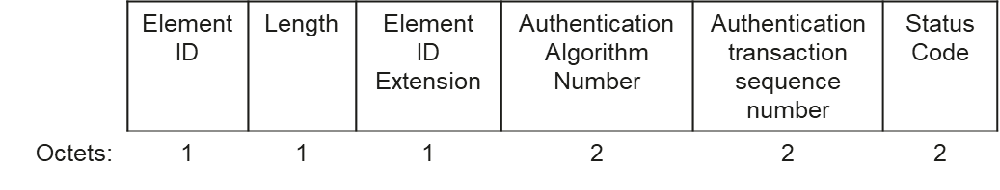 Element ID
Length
Element ID Extension
Authentication Algorithm Number
Authentication transaction sequence number
Status Code
Octets: 1 1 1 2 2 2